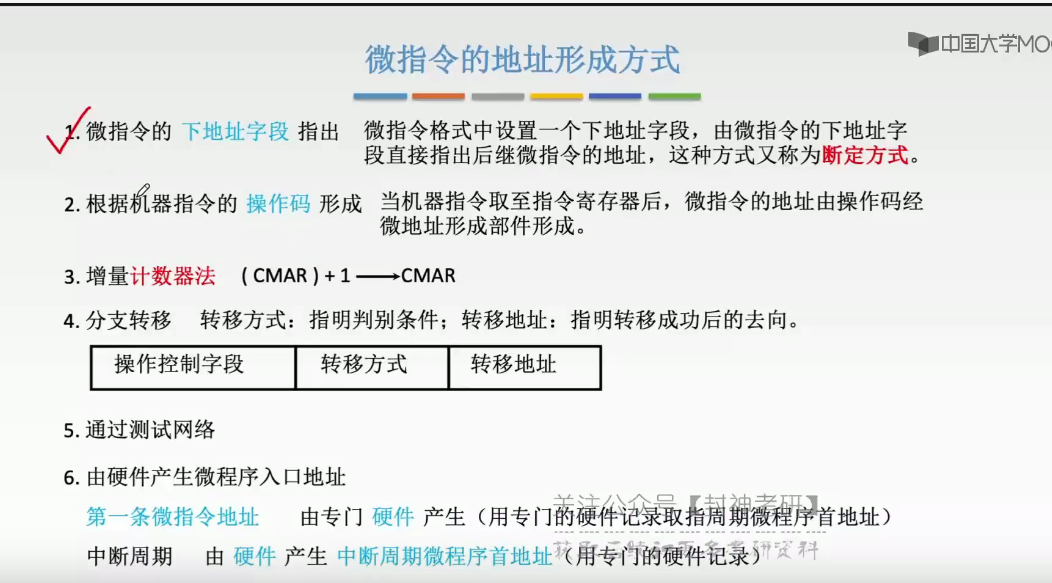 微指令的地址形成方式
中国大学MO
1. 微指令的 下地址字段 指出 微指令格式中设置一个下地址字段，由微指令的下地址字
段直接指出后继微指令的地址，这种方式又称为断定方式。
2. 根据机器指令的 操作码 形成 当机器指令取至指令寄存器后，微指令的地址由操作码经
微地址形成部件形成。
3. 增量计数器法 ( CMAR ) + 1 ⟶ CMAR
4. 分支转移 转移方式：指明判别条件；转移地址：指明转移成功后的去向。
操作控制字段 转移方式 转移地址
5. 通过测试网络
6. 由硬件产生微程序入口地址
关注公众号【封神考研】
第一条微指令地址 由专门 硬件 产生（用专门的硬件记录取指周期微程序首地址）
中断周期 由 硬件 产生 中断周期微程序首地址（用专门的硬件记录）